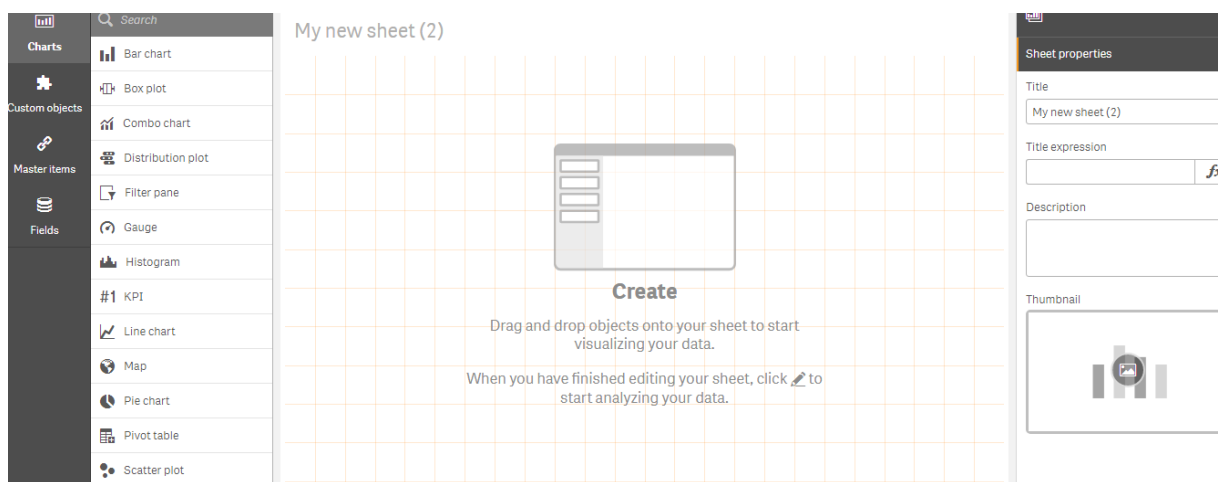 Charts
Custom objects
Master items
Fields
Search
Bar chart
Box plot
Combo chart
Distribution plot
Filter pane
Gauge
Histogram
#1 KPI
Line chart
Map
Pie chart
Pivot table
Scatter plot
My new sheet (2)
Create
Drag and drop objects onto your sheet to start
visualizing your data.
When you have finished editing your sheet, click to
start analyzing your data.
Sheet properties
Title
My new sheet (2)
Title expression
fx
Description
Thumbnail